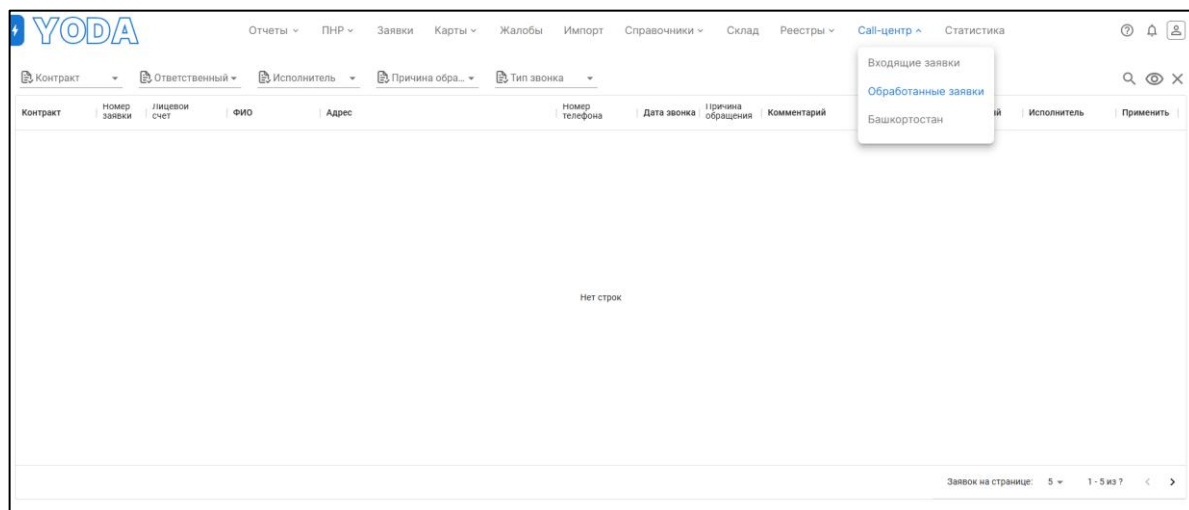 YODA Отчеты ПНР Заявки Карты Жалобы Импорт Справочники Склад Реестры Call-центр Статистика
Входящие заявки
Обработанные заявки
Башкортостан
Контракт Ответственный Исполнитель Причина обра... Тип звонка
Контракт Номер заявки Лицевой счет ФИО Адрес Номер телефона Дата звонка Причина обращения Комментарий Исполнитель Применить
Нет строк
Заявок на странице: 5 1 - 5 из ?